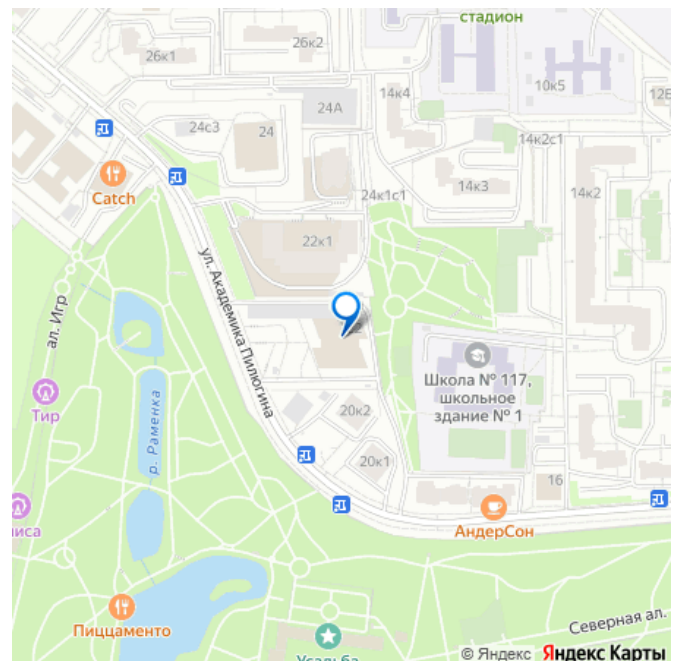 стадион
26к2
26к1
10к5
14к4
24А
24с3
24
14к2с1
Catch
14к3
24к1с1
14к2
22к1
ул. Академика Пилюгина
ал. Игр
Школа № 117,
школьное
здание № 1
Тир
р. Раменка
20к2
20к1
16
АндерСон
Пиццаменто
Северная ал.
Усадьба
© Яндекс Яндекс Карты